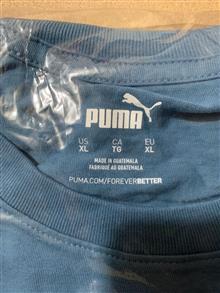 PUMA
US CA EU
XL TG XL
MADE IN GUATEMALA
FABRIQUÉ AU GUATEMALA
PUMA.COM/FOREVERBETTER